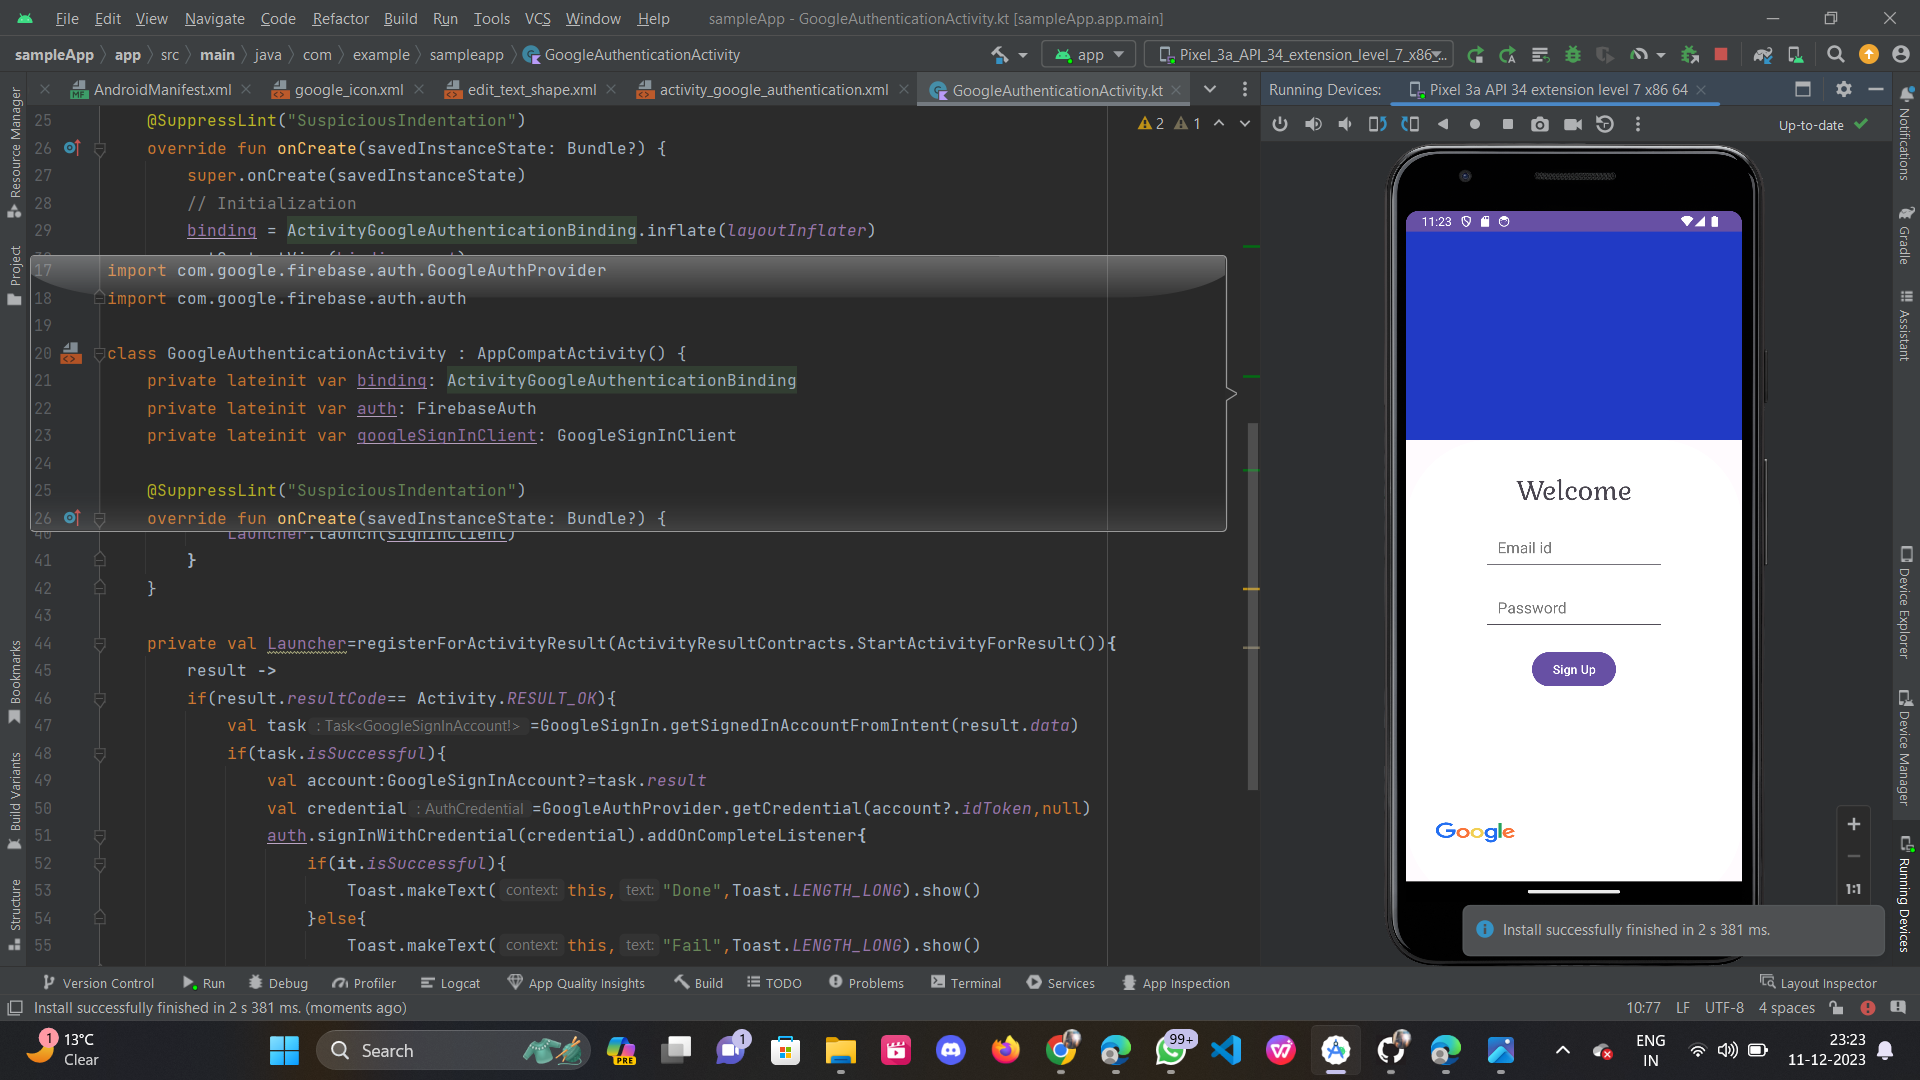 File Edit View Navigate Code Refactor Build Run Tools VCS Window Help sampleApp - GoogleAuthenticationActivity.kt [sampleApp.app.main]
sampleApp app src main java com example sampleapp GoogleAuthenticationActivity app Pixel_3a_API_34_extension_level_7_x86...
AndroidManifest.xml google_icon.xml edit_text_shape.xml activity_google_authentication.xml GoogleAuthenticationActivity.kt
Running Devices: Pixel 3a API 34 extension level 7 x86 64
Up-to-date
2 1
25 @SuppressLint("SuspiciousIndentation")
26 override fun onCreate(savedInstanceState: Bundle?) {
27 super.onCreate(savedInstanceState)
28 // Initialization
29 binding = ActivityGoogleAuthenticationBinding.inflate(layoutInflater)
17 import com.google.firebase.auth.GoogleAuthProvider
18 import com.google.firebase.auth.auth
19
20 class GoogleAuthenticationActivity : AppCompatActivity() {
21 private lateinit var binding: ActivityGoogleAuthenticationBinding
22 private lateinit var auth: FirebaseAuth
23 private lateinit var googleSignInClient: GoogleSignInClient
24
25 @SuppressLint("SuspiciousIndentation")
26 override fun onCreate(savedInstanceState: Bundle?) {
40 Launcher.launch(signInClient)
41 }
42 }
43
44 private val Launcher=registerForActivityResult(ActivityResultContracts.StartActivityForResult()){
45 result ->
46 if(result.resultCode== Activity.RESULT_OK){
47 val task : Task<GoogleSignInAccount!> =GoogleSignIn.getSignedInAccountFromIntent(result.data)
48 if(task.isSuccessful){
49 val account:GoogleSignInAccount?=task.result
50 val credential : AuthCredential =GoogleAuthProvider.getCredential(account?.idToken,null)
51 auth.signInWithCredential(credential).addOnCompleteListener{
52 if(it.isSuccessful){
53 Toast.makeText( context: this, text: "Done",Toast.LENGTH_LONG).show()
54 }else{
55 Toast.makeText( context: this, text: "Fail",Toast.LENGTH_LONG).show()
Resource Manager
Project
Bookmarks
Build Variants
Structure
11:23
Welcome
Email id
Password
Sign Up
Google
1:1
Install successfully finished in 2 s 381 ms.
Notifications
Gradle
Assistant
Device Explorer
Device Manager
Running Devices
Version Control Run Debug Profiler Logcat App Quality Insights Build TODO Problems Terminal Services App Inspection Layout Inspector
Install successfully finished in 2 s 381 ms. (moments ago) 10:77 LF UTF-8 4 spaces
1 13°C
Clear
Search
PRE
1
99+
ENG
IN
23:23
11-12-2023